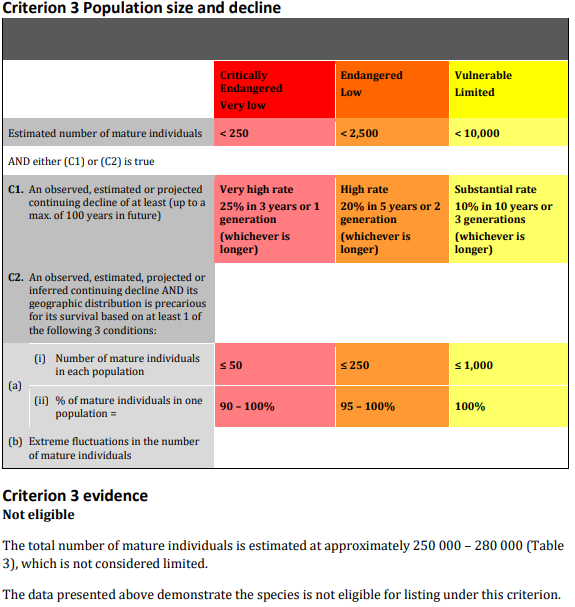 Criterion 3 Population size and decline
Critically
Endangered
Very low
Endangered
Low
Vulnerable
Limited
Estimated number of mature individuals
< 250
< 2,500
< 10,000
AND either (C1) or (C2) is true
C1. An observed, estimated or projected
continuing decline of at least (up to a
max. of 100 years in future)
Very high rate
25% in 3 years or 1
generation
(whichever is
longer)
High rate
20% in 5 years or 2
generation
(whichever is
longer)
Substantial rate
10% in 10 years or
3 generations
(whichever is
longer)
C2. An observed, estimated, projected or
inferred continuing decline AND its
geographic distribution is precarious
for its survival based on at least 1 of
the following 3 conditions:
(a)
(i) Number of mature individuals
in each population
≤ 50
≤ 250
≤ 1,000
(ii) % of mature individuals in one
population =
90 – 100%
95 – 100%
100%
(b) Extreme fluctuations in the number
of mature individuals
Criterion 3 evidence
Not eligible
The total number of mature individuals is estimated at approximately 250 000 – 280 000 (Table
3), which is not considered limited.
The data presented above demonstrate the species is not eligible for listing under this criterion.